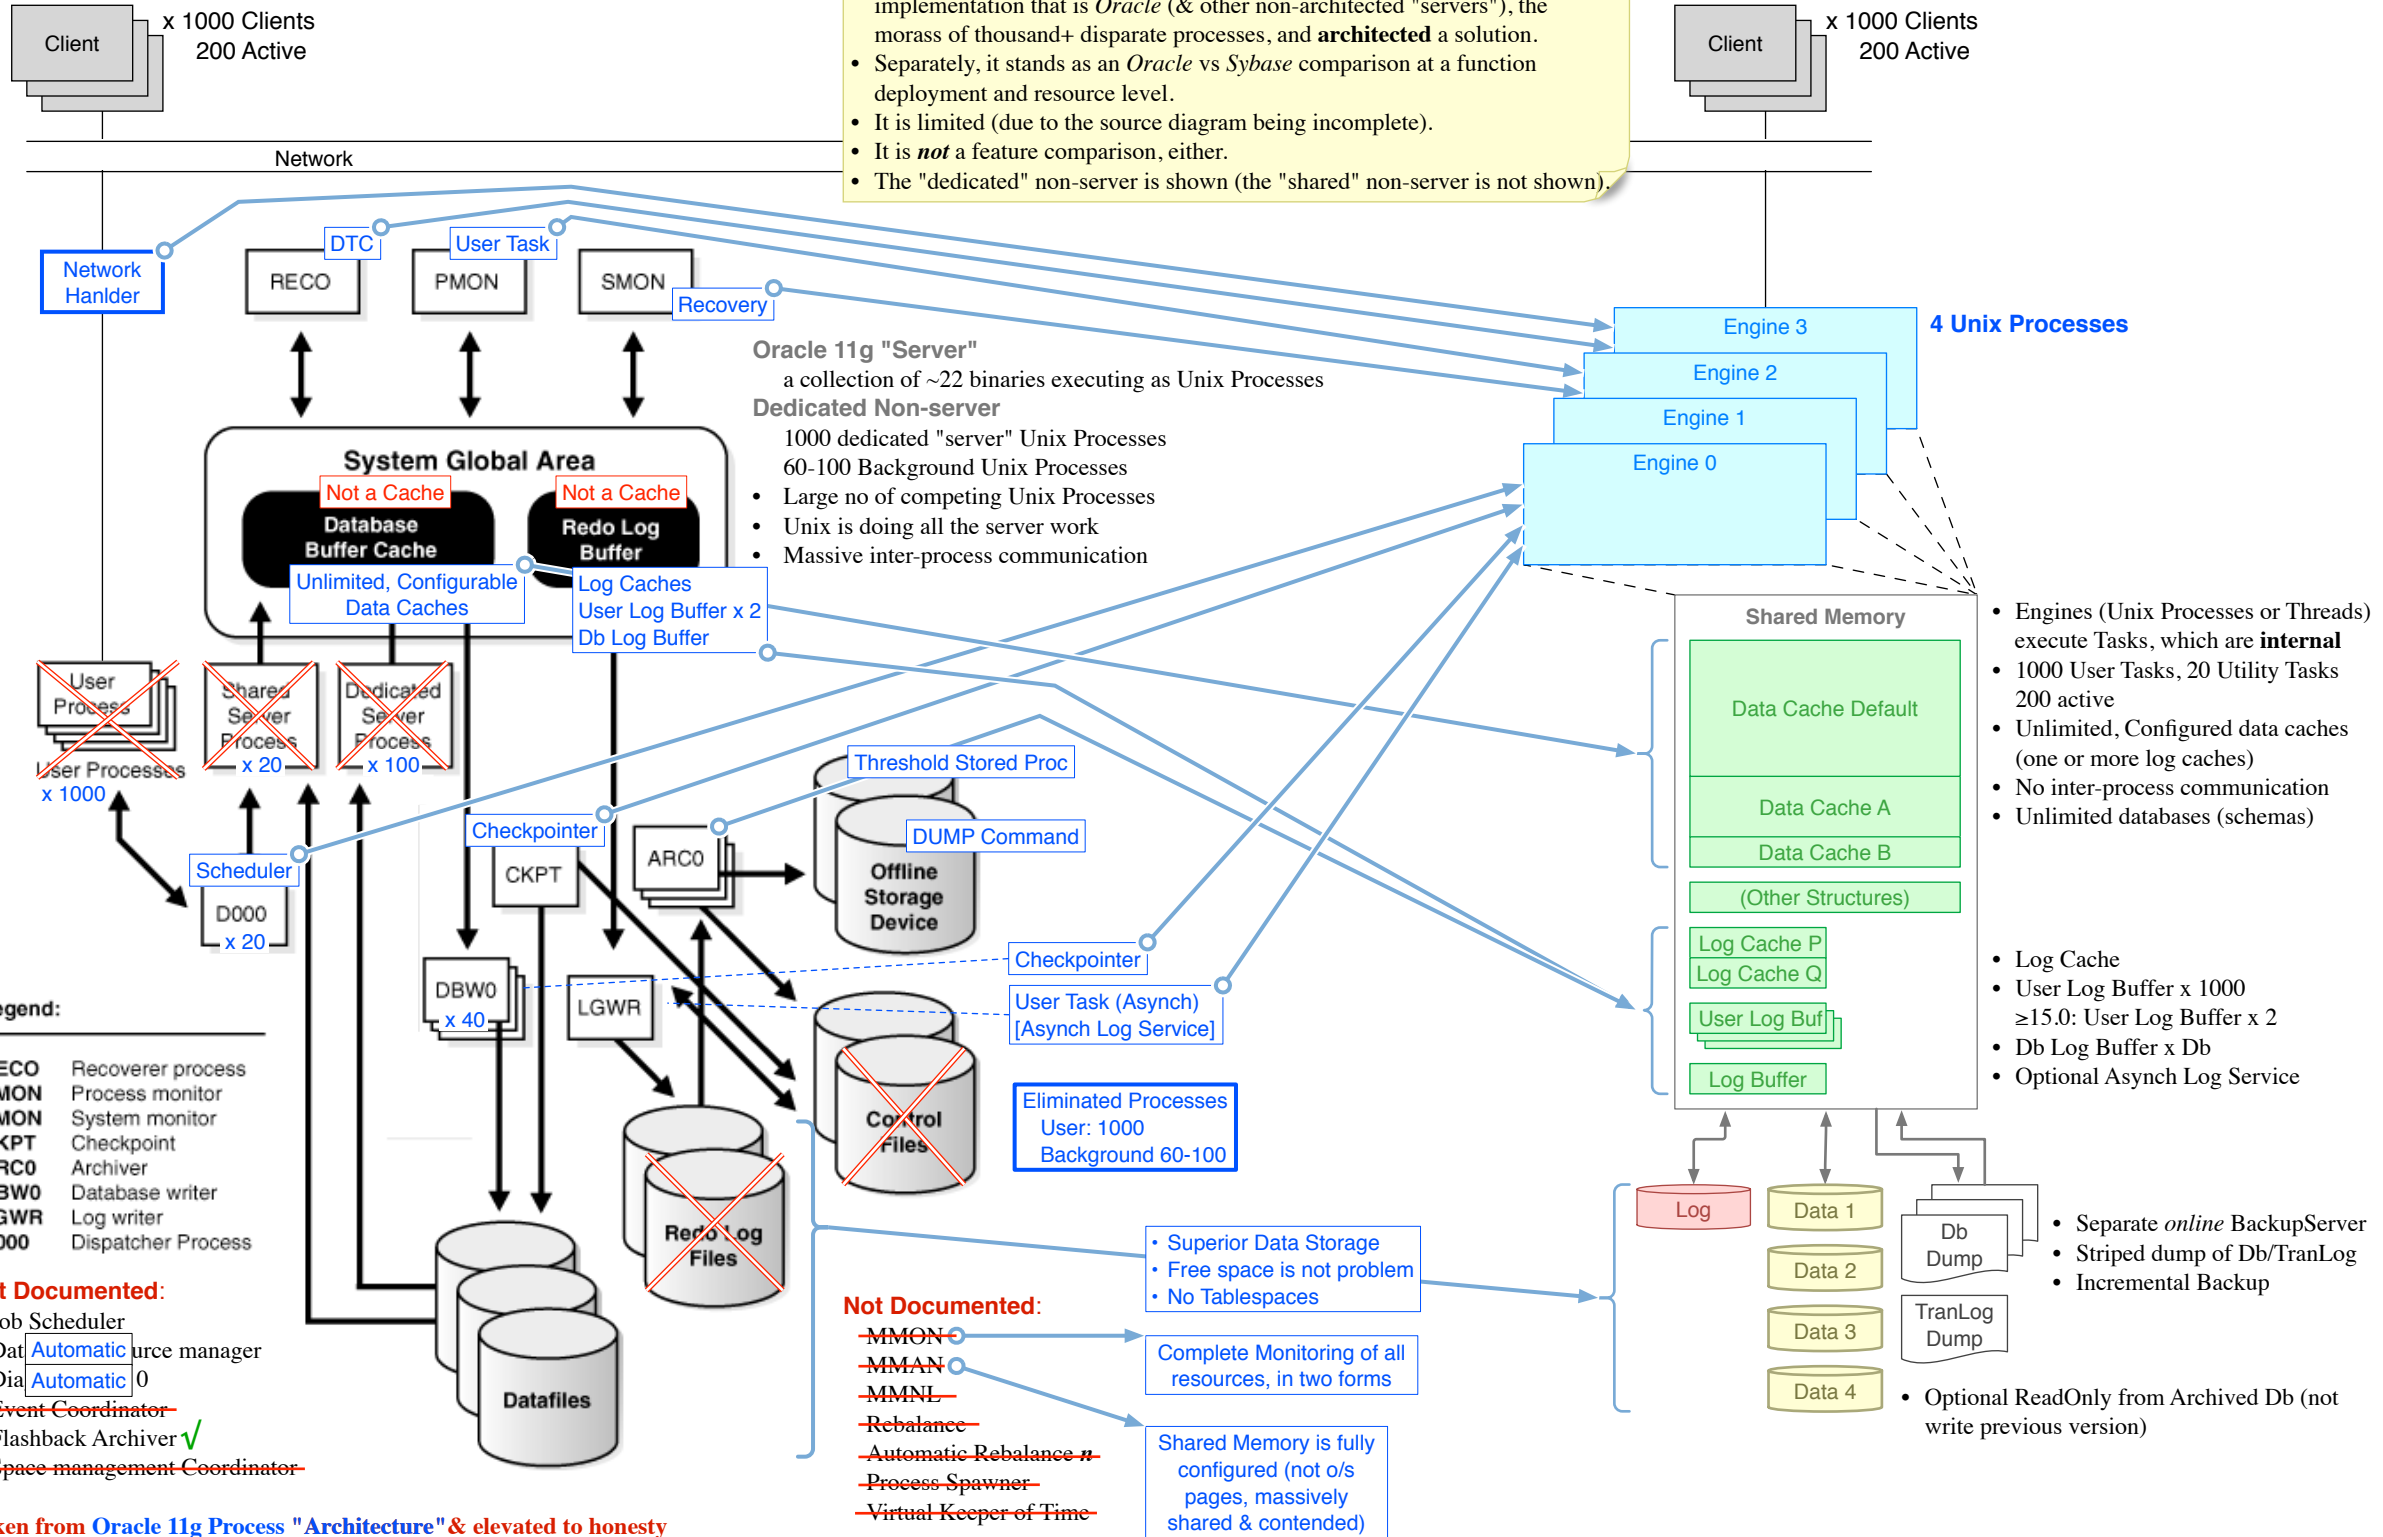 Client
x 1000 Clients
200 Active
implementation that is Oracle (& other non-architected "servers"), the
morass of thousand+ disparate processes, and architected a solution.
• Separately, it stands as an Oracle vs Sybase comparison at a function
deployment and resource level.
• It is limited (due to the source diagram being incomplete).
• It is not a feature comparison, either.
• The "dedicated" non-server is shown (the "shared" non-server is not shown).
Client
x 1000 Clients
200 Active
Network
Network
Hanlder
DTC
RECO
User Task
PMON
SMON
Recovery
Oracle 11g "Server"
a collection of ~22 binaries executing as Unix Processes
Dedicated Non-server
1000 dedicated "server" Unix Processes
60-100 Background Unix Processes
• Large no of competing Unix Processes
• Unix is doing all the server work
• Massive inter-process communication
Engine 3
Engine 2
Engine 1
Engine 0
4 Unix Processes
System Global Area
Not a Cache
Database
Buffer Cache
Unlimited, Configurable
Data Caches
Not a Cache
Redo Log
Buffer
Log Caches
User Log Buffer x 2
Db Log Buffer
User
Process
User Processes
x 1000
Shared
Server
Process
x 20
Dedicated
Server
Process
x 100
Scheduler
D000
x 20
Checkpointer
CKPT
ARC0
Threshold Stored Proc
DUMP Command
Offline
Storage
Device
DBW0
x 40
LGWR
Checkpointer
User Task (Asynch)
[Asynch Log Service]
Control
Files
Redo Log
Files
Datafiles
Eliminated Processes
User: 1000
Background 60-100
Shared Memory
Data Cache Default
Data Cache A
Data Cache B
(Other Structures)
Log Cache P
Log Cache Q
User Log Buf
Log Buffer
• Engines (Unix Processes or Threads)
execute Tasks, which are internal
• 1000 User Tasks, 20 Utility Tasks
200 active
• Unlimited, Configured data caches
(one or more log caches)
• No inter-process communication
• Unlimited databases (schemas)
• Log Cache
• User Log Buffer x 1000
≥15.0: User Log Buffer x 2
• Db Log Buffer x Db
• Optional Asynch Log Service
Log
Data 1
Data 2
Data 3
Data 4
Db
Dump
TranLog
Dump
• Separate online BackupServer
• Striped dump of Db/TranLog
• Incremental Backup
• Optional ReadOnly from Archived Db (not
write previous version)
• Superior Data Storage
• Free space is not problem
• No Tablespaces
Complete Monitoring of all
resources, in two forms
Shared Memory is fully
configured (not o/s
pages, massively
shared & contended)
Not Documented:
MMON
MMAN
MMNL
Rebalance
Automatic Rebalance n
Process Spawner
Virtual Keeper of Time
egend:
ECO Recoverer process
MON Process monitor
MON System monitor
KPT Checkpoint
RC0 Archiver
BW0 Database writer
GWR Log writer
000 Dispatcher Process
t Documented:
ob Scheduler
Dat Automatic urce manager
Dia Automatic 0
Event Coordinator
Flashback Archiver √
pace management Coordinator
ken from Oracle 11g Process "Architecture" & elevated to honesty